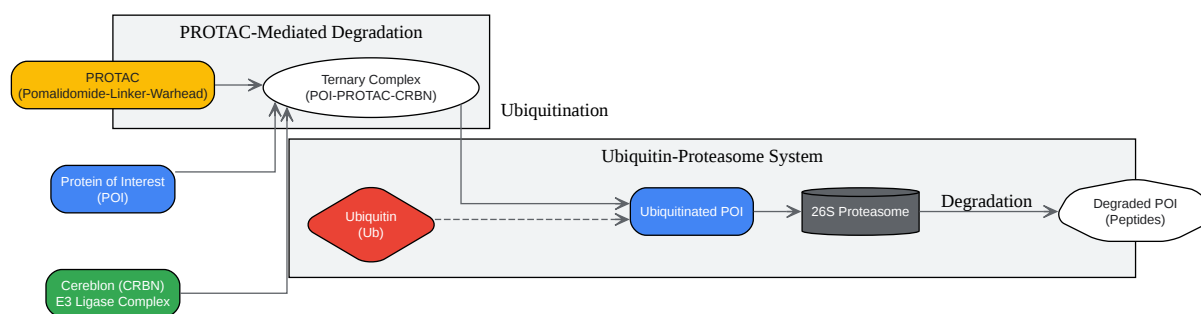 PROTAC-Mediated Degradation
PROTAC
(Pomalidomide-Linker-Warhead)
Ternary Complex
(POI-PROTAC-CRBN)
Ubiquitination
Ubiquitin-Proteasome System
Protein of Interest
(POI)
Ubiquitin
(Ub)
Ubiquitinated POI
26S Proteasome
Degradation
Degraded POI
(Peptides)
Cereblon (CRBN)
E3 Ligase Complex